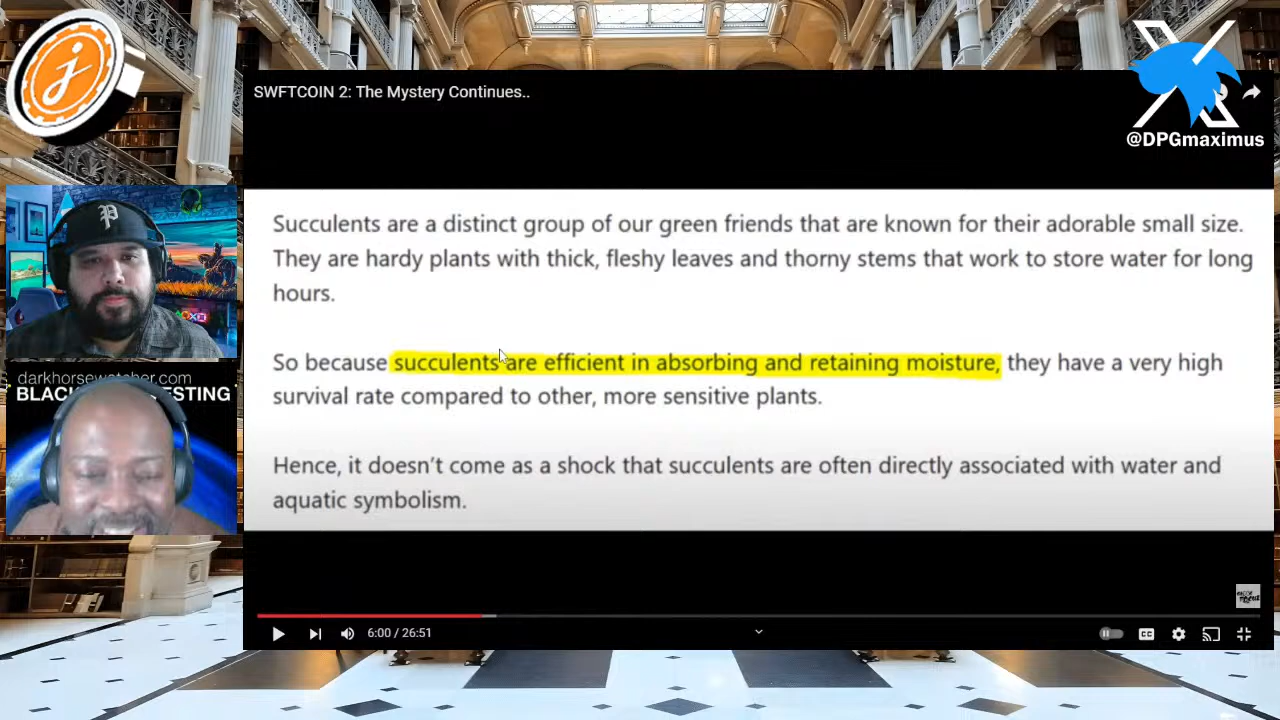 SWFTCOIN 2: The Mystery Continues..
@DPGmaximus
Succulents are a distinct group of our green friends that are known for their adorable small size.
They are hardy plants with thick, fleshy leaves and thorny stems that work to store water for long
hours.
So because succulents are efficient in absorbing and retaining moisture, they have a very high
survival rate compared to other, more sensitive plants.
Hence, it doesn't come as a shock that succulents are often directly associated with water and
aquatic symbolism.
darkhorsewatcher.com
BLACK
ESTING
6:00 / 26:51
CC
P
j
X